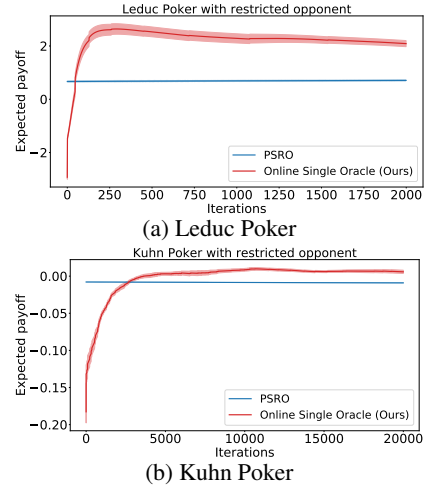 Leduc Poker with restricted opponent
Expected payoff
2
0
−2
PSRO
Online Single Oracle (Ours)
0 250 500 750 1000 1250 1500 1750 2000
Iterations
(a) Leduc Poker
Kuhn Poker with restricted opponent
Expected payoff
0.00
−0.05
−0.10
−0.15
−0.20
PSRO
Online Single Oracle (Ours)
0 5000 10000 15000 20000
Iterations
(b) Kuhn Poker